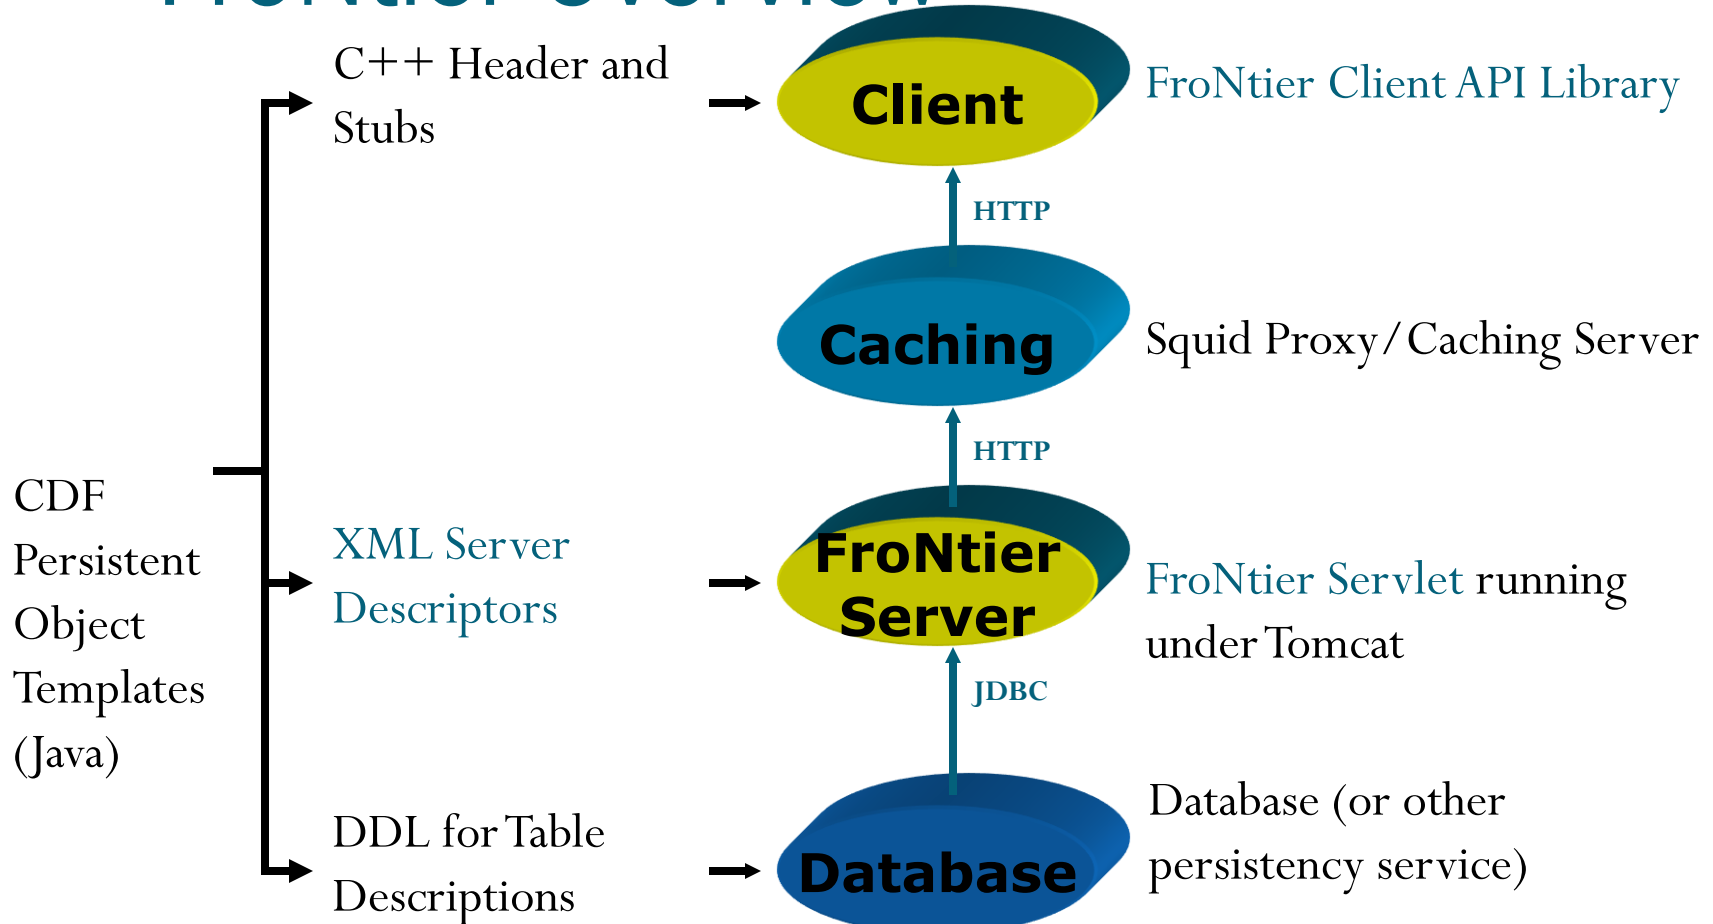 FroNtier Overview
C++ Header and
Stubs
Client
FroNtier Client API Library
HTTP
Caching
Squid Proxy/Caching Server
HTTP
CDF
Persistent
Object
Templates
(Java)
XML Server
Descriptors
FroNtier
Server
FroNtier Servlet running
under Tomcat
JDBC
DDL for Table
Descriptions
Database
Database (or other
persistency service)